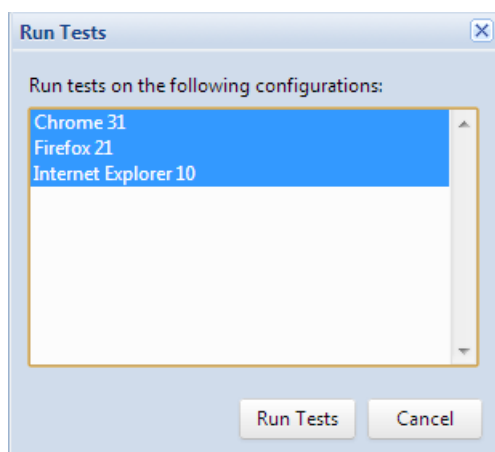 Run Tests
Run tests on the following configurations:
Chrome 31
Firefox 21
Internet Explorer 10
Run Tests Cancel